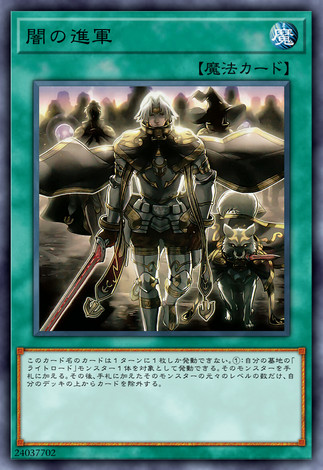 闇の進軍
魔
【魔法カード】
このカード名のカードは1ターンに1枚しか発動できない。①:自分の墓地の「
ライトロード」モンスター1体を対象として発動できる。そのモンスターを手
札に加える。その後、手札に加えたそのモンスターの元々のレベルの数だけ、自
分のデッキの上からカードを除外する。
24037702